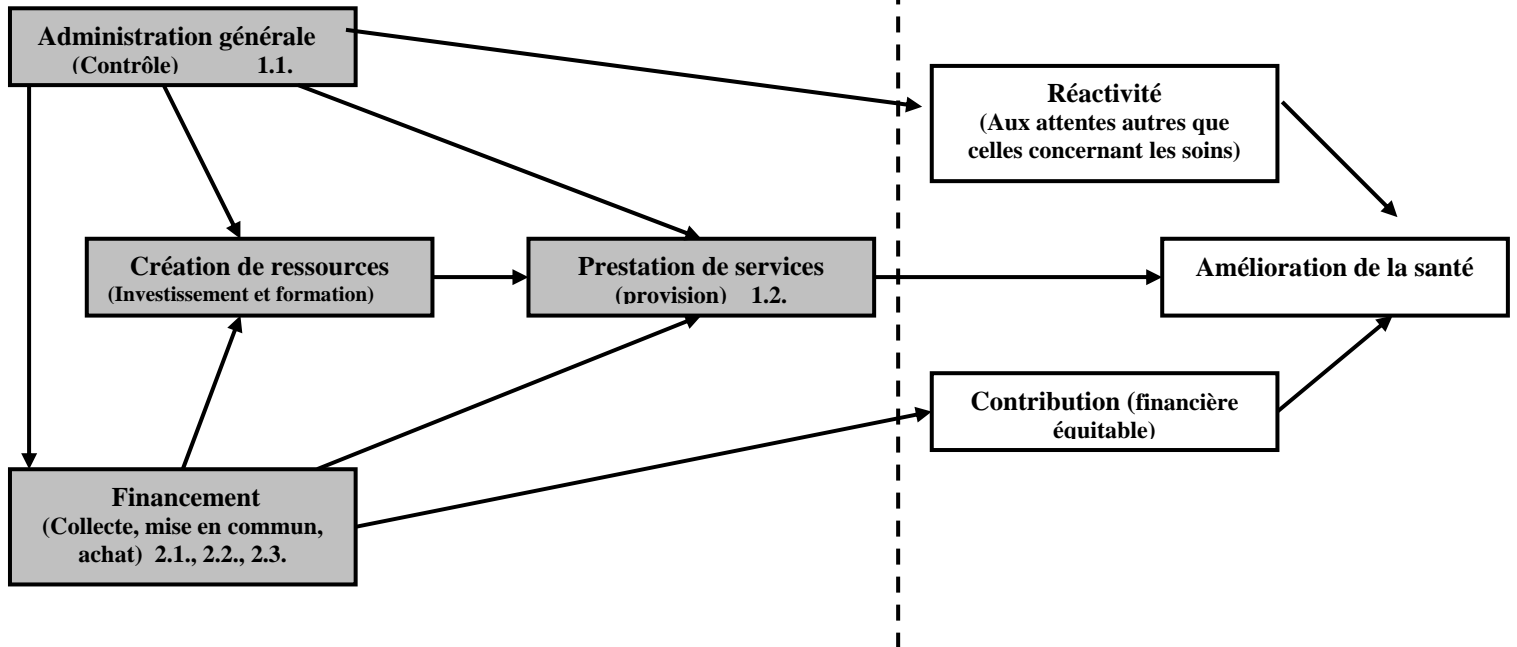 Administration générale
(Contrôle) 1.1.
Réactivité
(Aux attentes autres que
celles concernant les soins)
Création de ressources
(Investissement et formation)
Prestation de services
(provision) 1.2.
Amélioration de la santé
Contribution (financière
équitable)
Financement
(Collecte, mise en commun,
achat) 2.1., 2.2., 2.3.